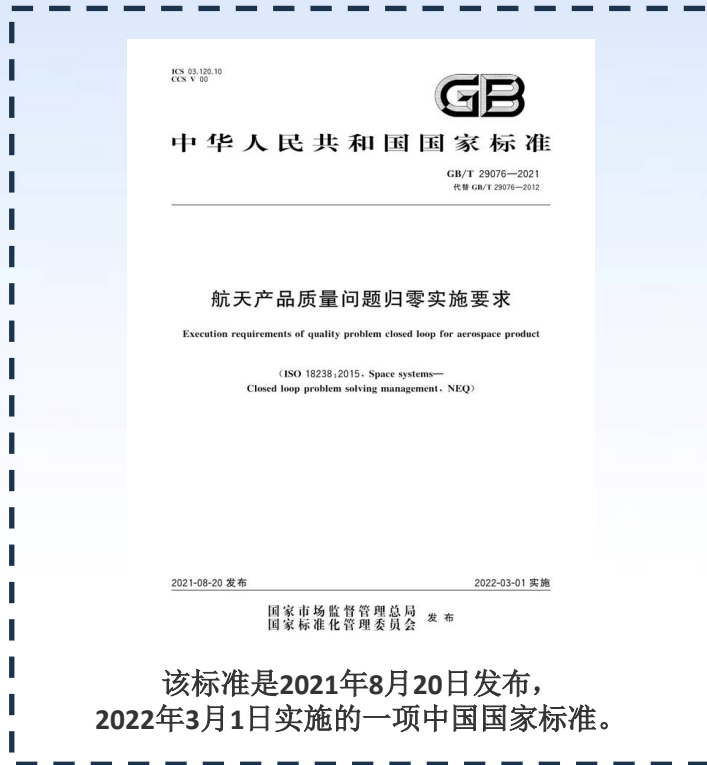 ICS 03.120.10
CCS V 00
GB
中华人民共和国国家标准
GB/T 29076—2021
代替 GB/T 29076—2012
航天产品质量问题归零实施要求
Execution requirements of quality problem closed loop for aerospace product
(ISO 18238:2015, Space systems—
Closed loop problem solving management, NEQ)
2021-08-20 发布
2022-03-01 实施
国家市场监督管理总局
国家标准化管理委员会 发布
该标准是2021年8月20日发布，
2022年3月1日实施的一项中国国家标准。